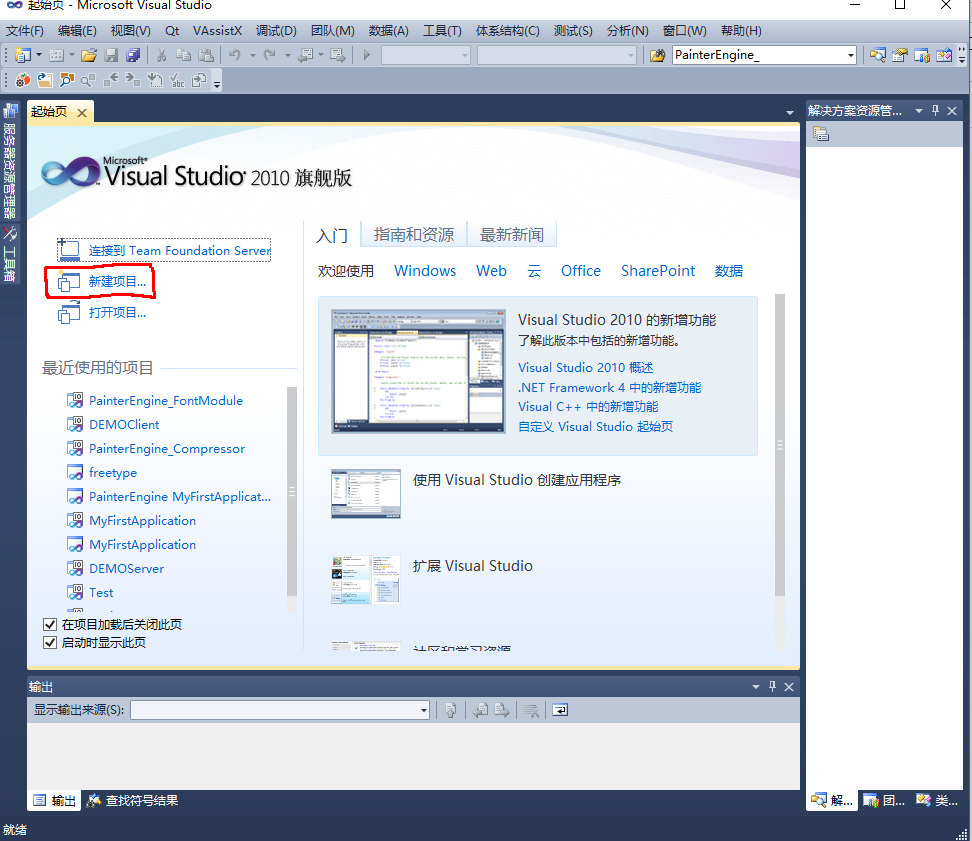 起始页 - Microsoft Visual Studio
文件(F) 编辑(E) 视图(V) Qt VAssistX 调试(D) 团队(M) 数据(A) 工具(T) 体系结构(C) 测试(S) 分析(N) 窗口(W) 帮助(H)
PainterEngine_
服务器资源管理器
工具箱
起始页
Microsoft®
Visual Studio 2010 旗舰版
连接到 Team Foundation Server
新建项目...
打开项目...
最近使用的项目
PainterEngine_FontModule
DEMOClient
PainterEngine_Compressor
freetype
PainterEngine MyFirstApplicat...
MyFirstApplication
MyFirstApplication
DEMOServer
Test
在项目加载后关闭此页
启动时显示此页
入门 指南和资源 最新新闻
欢迎使用 Windows Web 云 Office SharePoint 数据
Visual Studio 2010 的新增功能
了解此版本中包括的新增功能。
Visual Studio 2010 概述
.NET Framework 4 中的新增功能
Visual C++ 中的新增功能
自定义 Visual Studio 起始页
使用 Visual Studio 创建应用程序
扩展 Visual Studio
社区和学习资源
解决方案资源管...
输出
显示输出来源(S):
输出 查找符号结果
解... 团... 类...
就绪